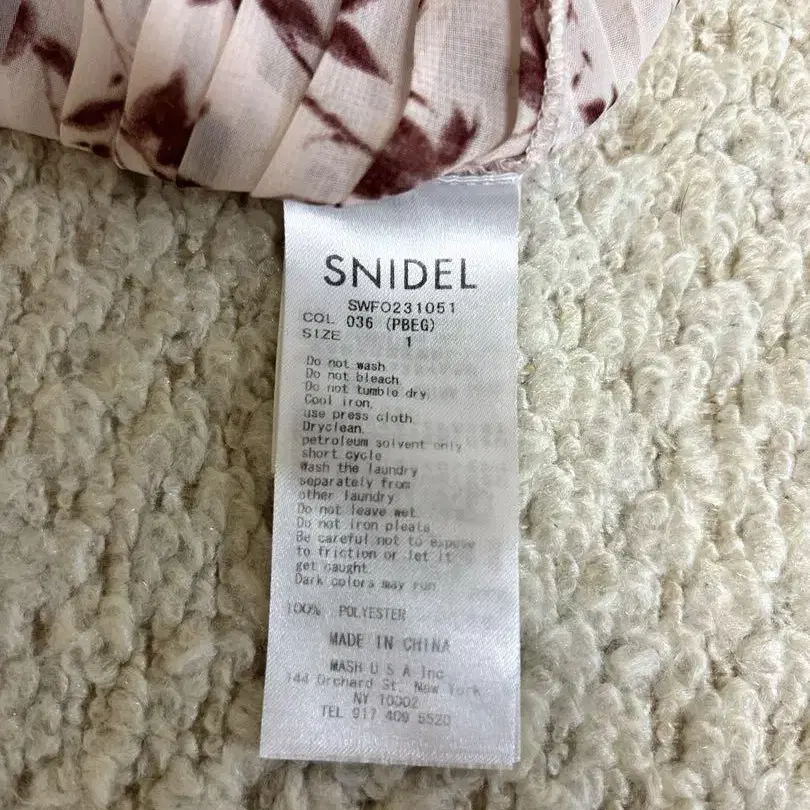 SNIDEL
SWFO231051
COL 036 (PBEG)
SIZE 1
Do not wash
Do not bleach
Do not tumble dry.
Cool iron,
use press cloth
Dryclean,
petroleum solvent only
short cycle
Wash the laundry
separately from
other laundry
Do not leave wet
Do not iron pleats
Be careful not to expose
to friction or let it
get caught
Dark colors may run
100% POLYESTER
MADE IN CHINA
MASH U S A Inc
144 Orchard St. New York
NY 10002
TEL 917 409 5520